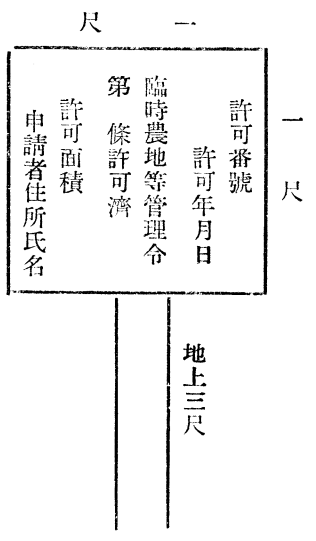 一尺
一尺
許可番號
許可年月日
臨時農地等管理令
第　條許可濟
許可面積
申請者住所氏名
地上三尺